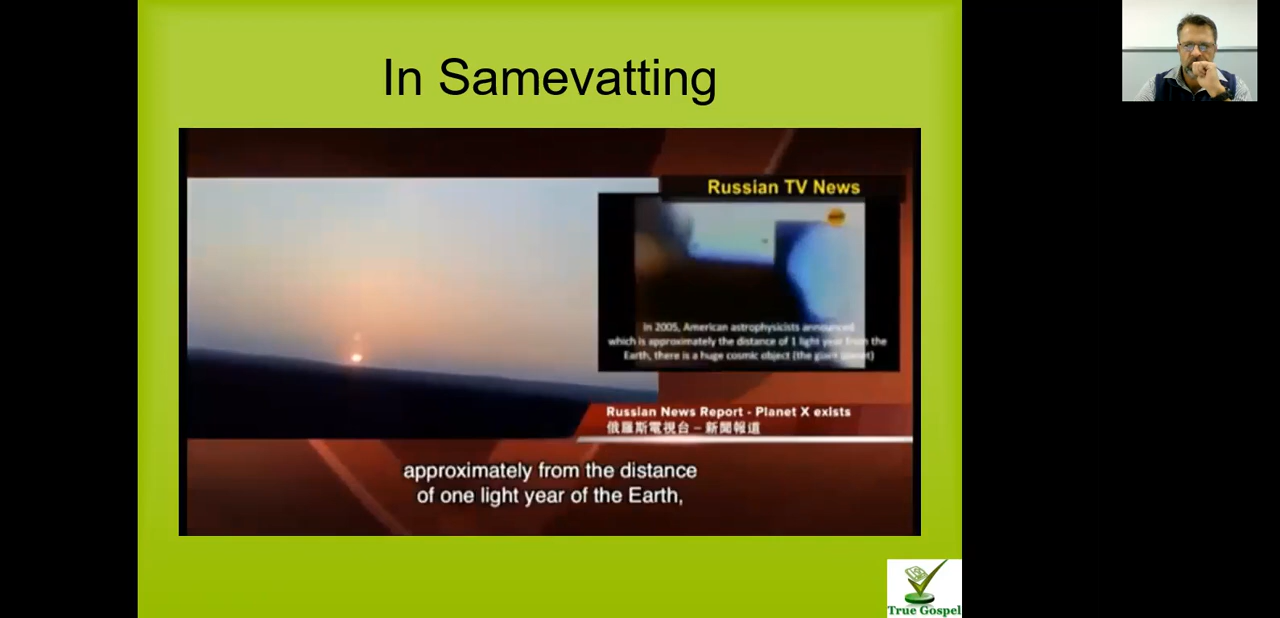 In Samevatting
Russian TV News
In 2005, American astrophysicists announced
which is approximately the distance of 1 light year from the
Earth, there is a huge cosmic object (the giant planet)
Russian News Report - Planet X exists
俄羅斯電視台 – 新聞報道
approximately from the distance
of one light year of the Earth,
True Gospel